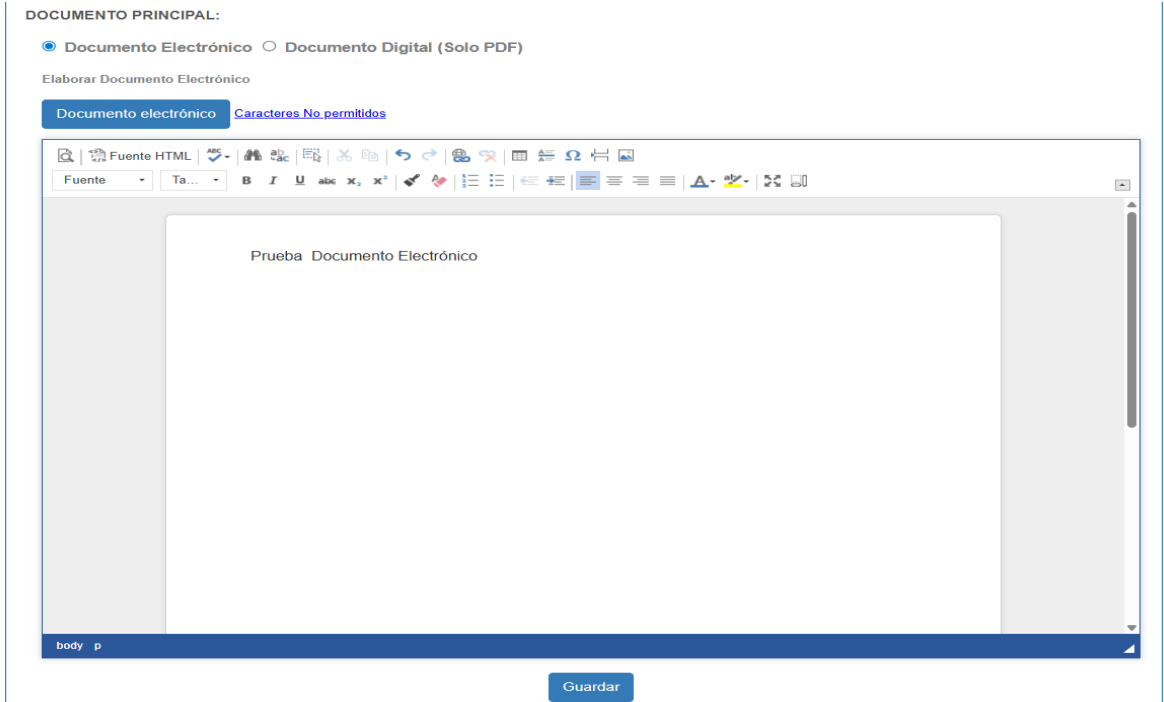 DOCUMENTO PRINCIPAL:
Documento Electrónico Documento Digital (Solo PDF)
Elaborar Documento Electrónico
Documento electrónico Caracteres No permitidos
Fuente HTML
Fuente Ta... B I U abc x₂ x² A
Prueba  Documento Electrónico
body p
Guardar